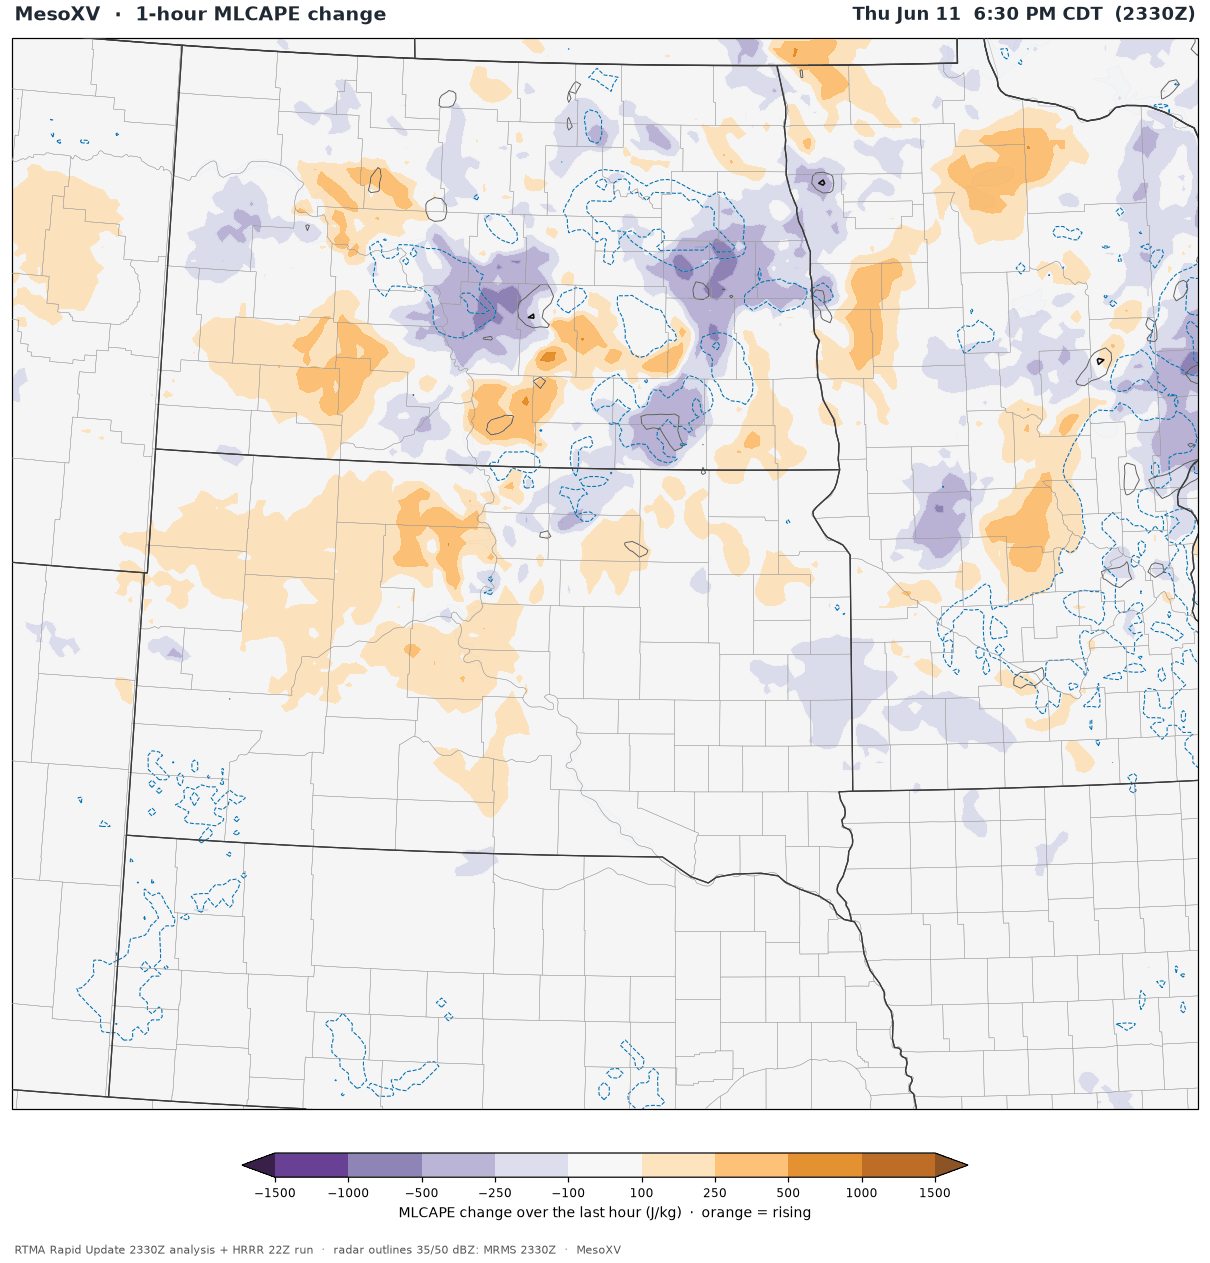 MesoXV · 1-hour MLCAPE change
Thu Jun 11 6:30 PM CDT (2330Z)
−1500 −1000 −500 −250 −100 100 250 500 1000 1500
MLCAPE change over the last hour (J/kg) · orange = rising
RTMA Rapid Update 2330Z analysis + HRRR 22Z run · radar outlines 35/50 dBZ: MRMS 2330Z · MesoXV